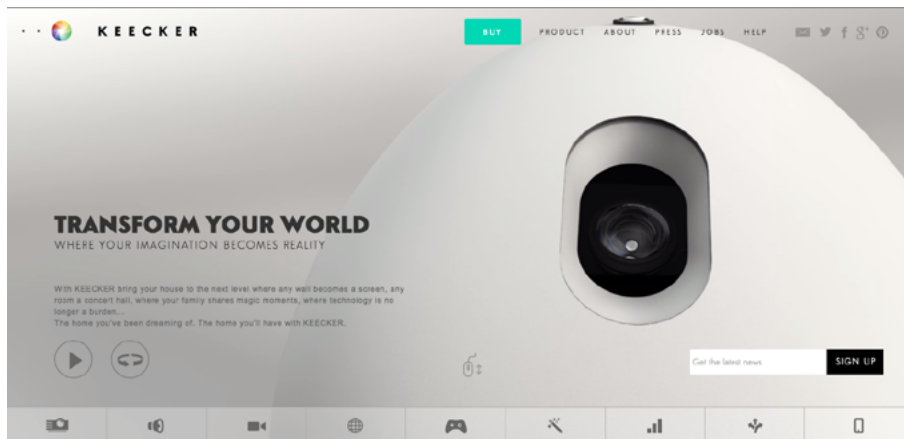 KEECKER
BUY
PRODUCT
ABOUT
PRESS
JOBS
HELP
TRANSFORM YOUR WORLD
WHERE YOUR IMAGINATION BECOMES REALITY
With KEECKER bring your house to the next level where any wall becomes a screen, any
room a concert hall, where your family shares magic moments, where technology is no
longer a burden...
The home you've been dreaming of. The home you'll have with KEECKER.
Get the latest news
SIGN UP